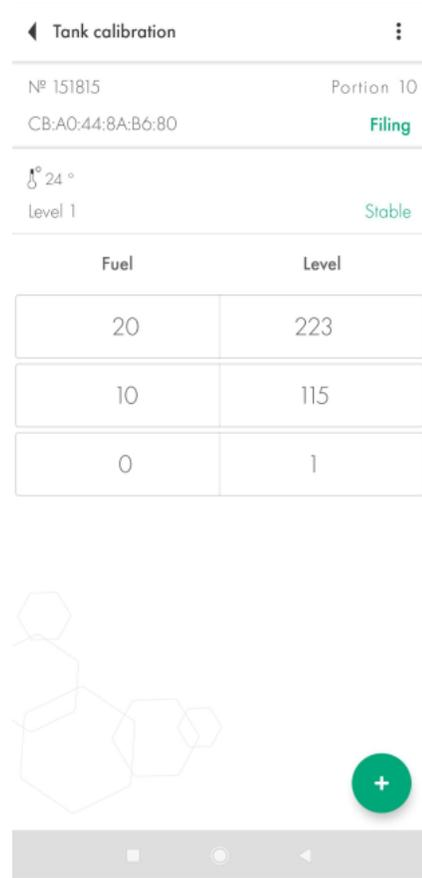 Tank calibration
№ 151815 Portion 10
CB:A0:44:8A:B6:80 Filing
24 °
Level 1 Stable
Fuel Level
20 223
10 115
0 1
+